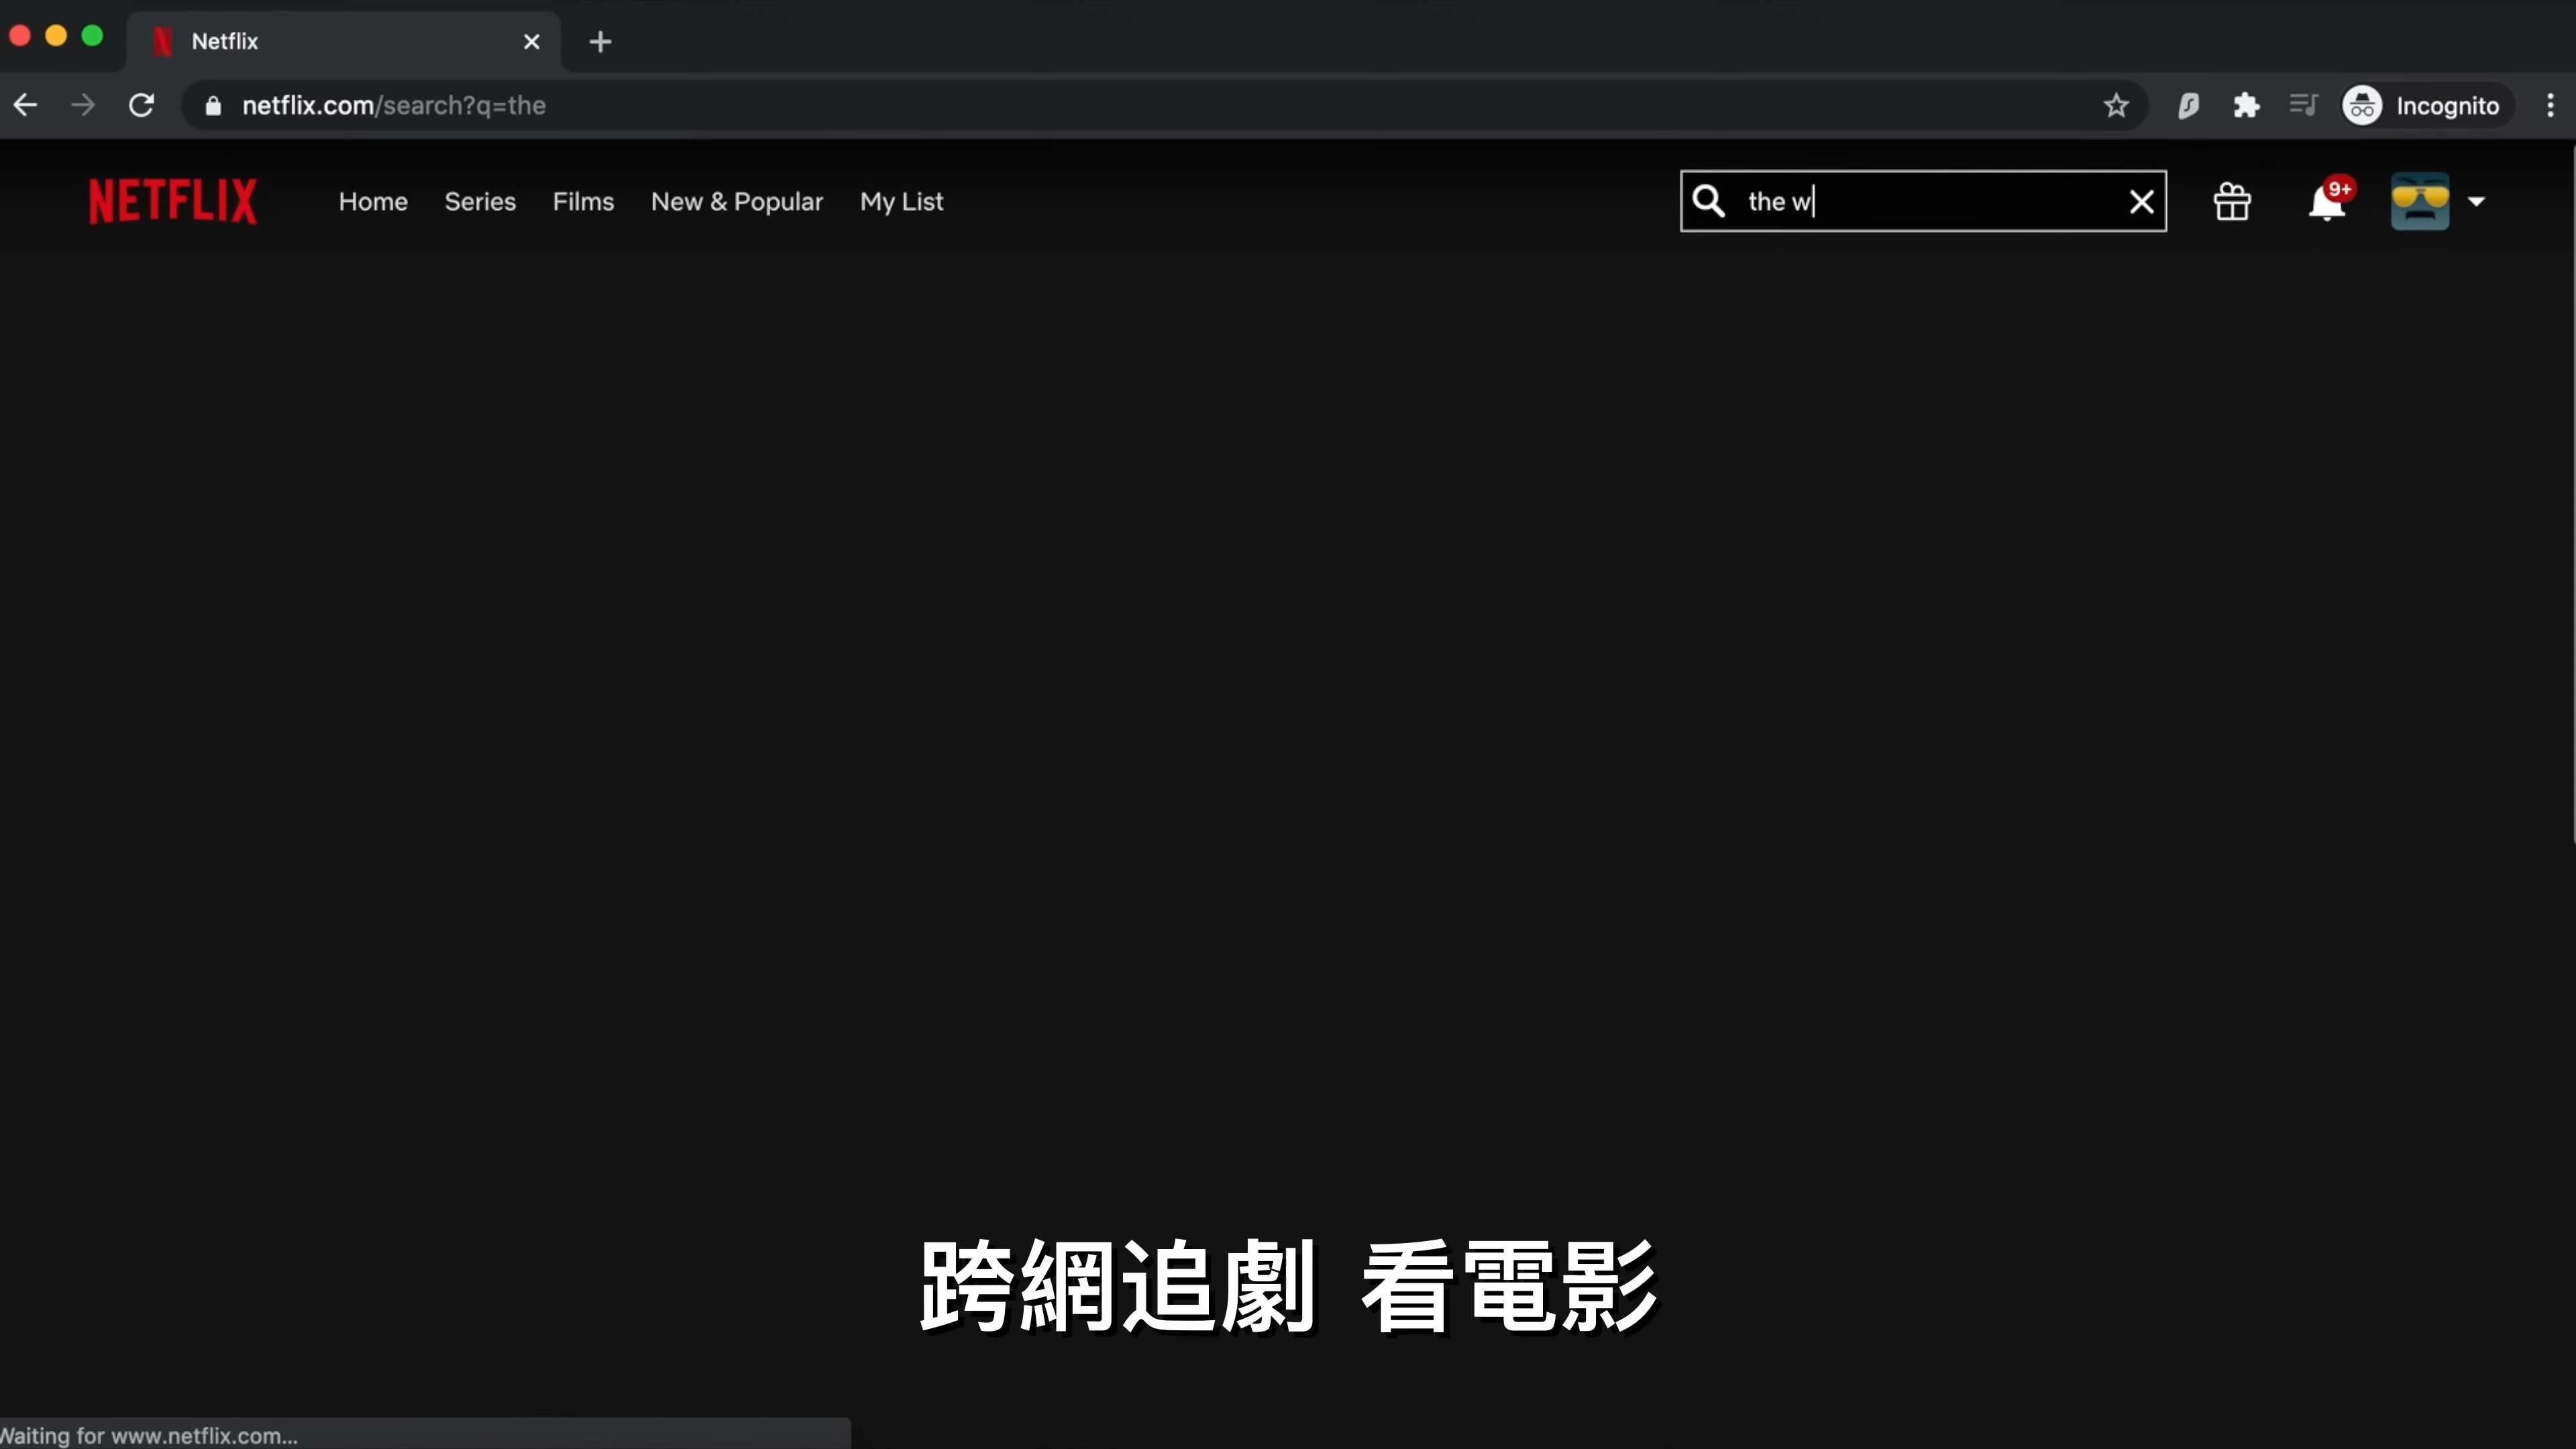 Netflix
netflix.com/search?q=the
Incognito
NETFLIX
Home Series Films New & Popular My List
the w
9+
跨網追劇 看電影
Waiting for www.netflix.com...